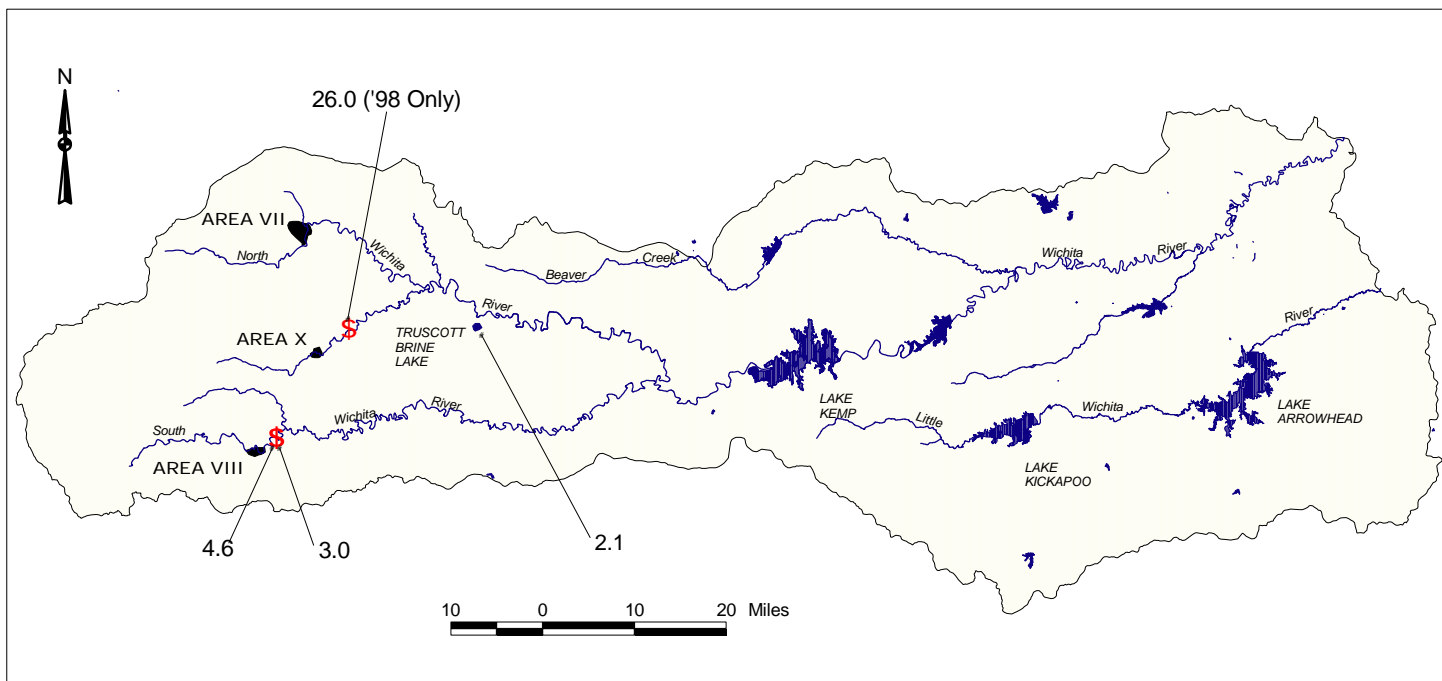 N
26.0 ('98 Only)
AREA VII
North
Wichita
Beaver
Creek
Wichita
River
River
AREA X
TRUSCOTT
BRINE
LAKE
$
River
LAKE
KEMP
Little
Wichita
LAKE
ARROWHEAD
Wichita
River
South
$
AREA VIII
LAKE
KICKAPOO
4.6
3.0
2.1
10
0
10
20
Miles